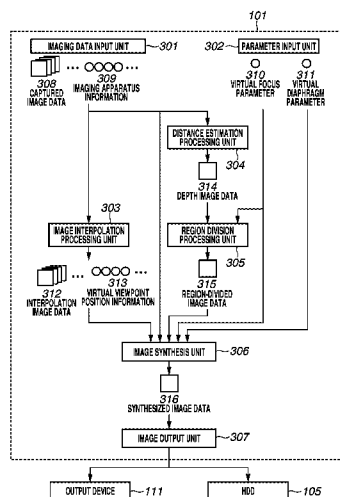 101
IMAGING DATA INPUT UNIT 301
302 PARAMETER INPUT UNIT
308
CAPTURED
IMAGE DATA
... 309 ...
IMAGING APPARATUS
INFORMATION
310
VIRTUAL FOCUS
PARAMETER
311
VIRTUAL
DIAPHRAGM
PARAMETER
DISTANCE ESTIMATION
PROCESSING UNIT
304
314
DEPTH IMAGE DATA
303
IMAGE INTERPOLATION
PROCESSING UNIT
REGION DIVISION
PROCESSING UNIT
305
312
INTERPOLATION
IMAGE DATA
... 313 ...
VIRTUAL VIEWPOINT
POSITION INFORMATION
315
REGION-DIVIDED
IMAGE DATA
IMAGE SYNTHESIS UNIT 306
316
SYNTHESIZED IMAGE DATA
IMAGE OUTPUT UNIT 307
OUTPUT DEVICE 111
HDD 105